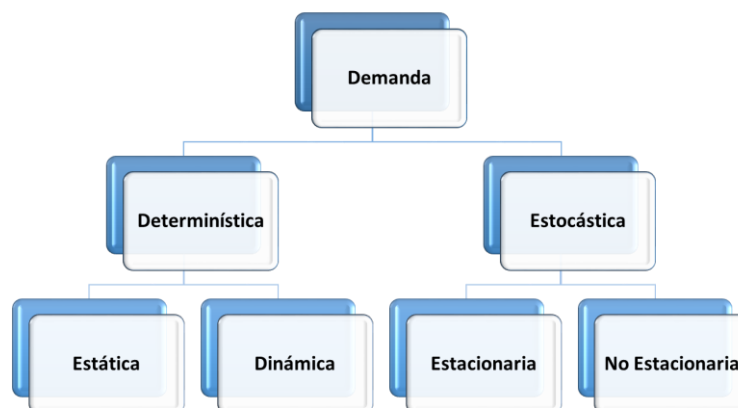 Demanda
Determinística
Estocástica
Estática
Dinámica
Estacionaria
No Estacionaria